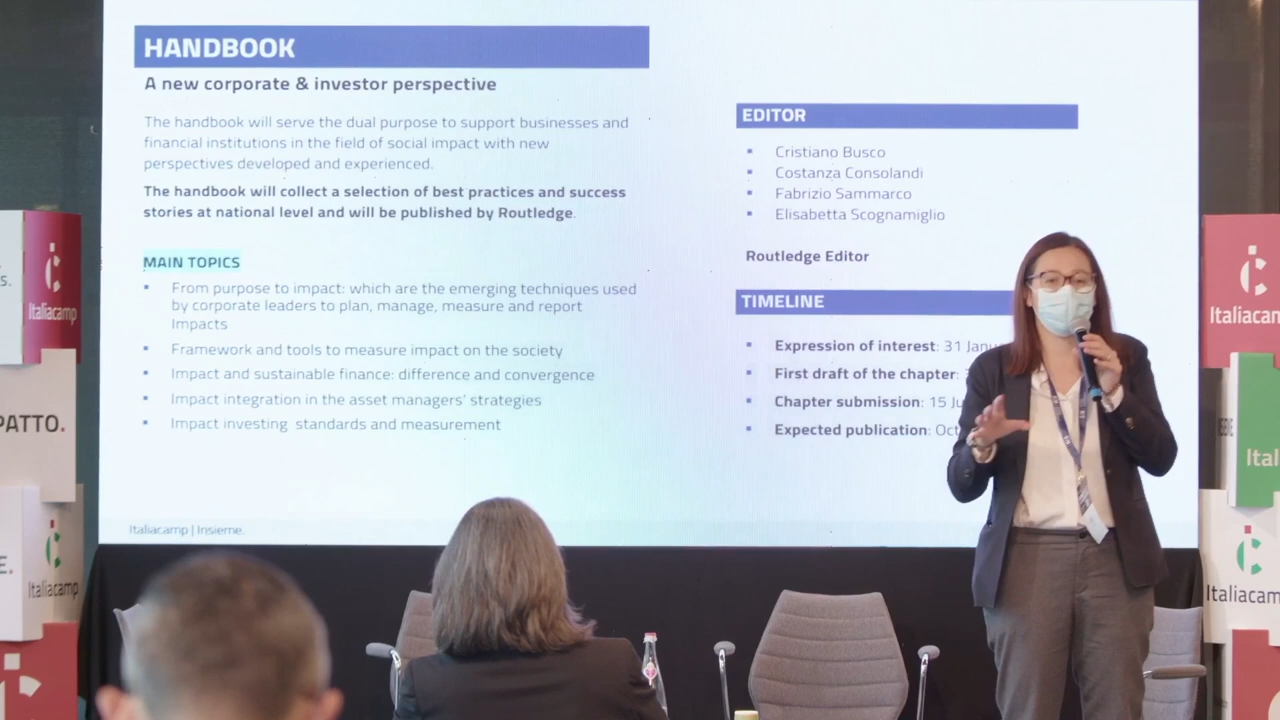 HANDBOOK
A new corporate & investor perspective
The handbook will serve the dual purpose to support businesses and
financial institutions in the field of social impact with new
perspectives developed and experienced.
The handbook will collect a selection of best practices and success
stories at national level and will be published by Routledge.
MAIN TOPICS
From purpose to impact: which are the emerging techniques used
by corporate leaders to plan, manage, measure and report
Impacts
Framework and tools to measure impact on the society
Impact and sustainable finance: difference and convergence
Impact integration in the asset managers' strategies
Impact investing standards and measurement
Italiacamp | Insieme.
EDITOR
Cristiano Busco
Costanza Consolandi
Fabrizio Sammarco
Elisabetta Scognamiglio
Routledge Editor
TIMELINE
Expression of interest: 31
First draft of the chapter:
Chapter submission: 15
Expected publication:
Italiacamp
PATTO.
Italiacamp
Italiacam
Ital
Italiacam